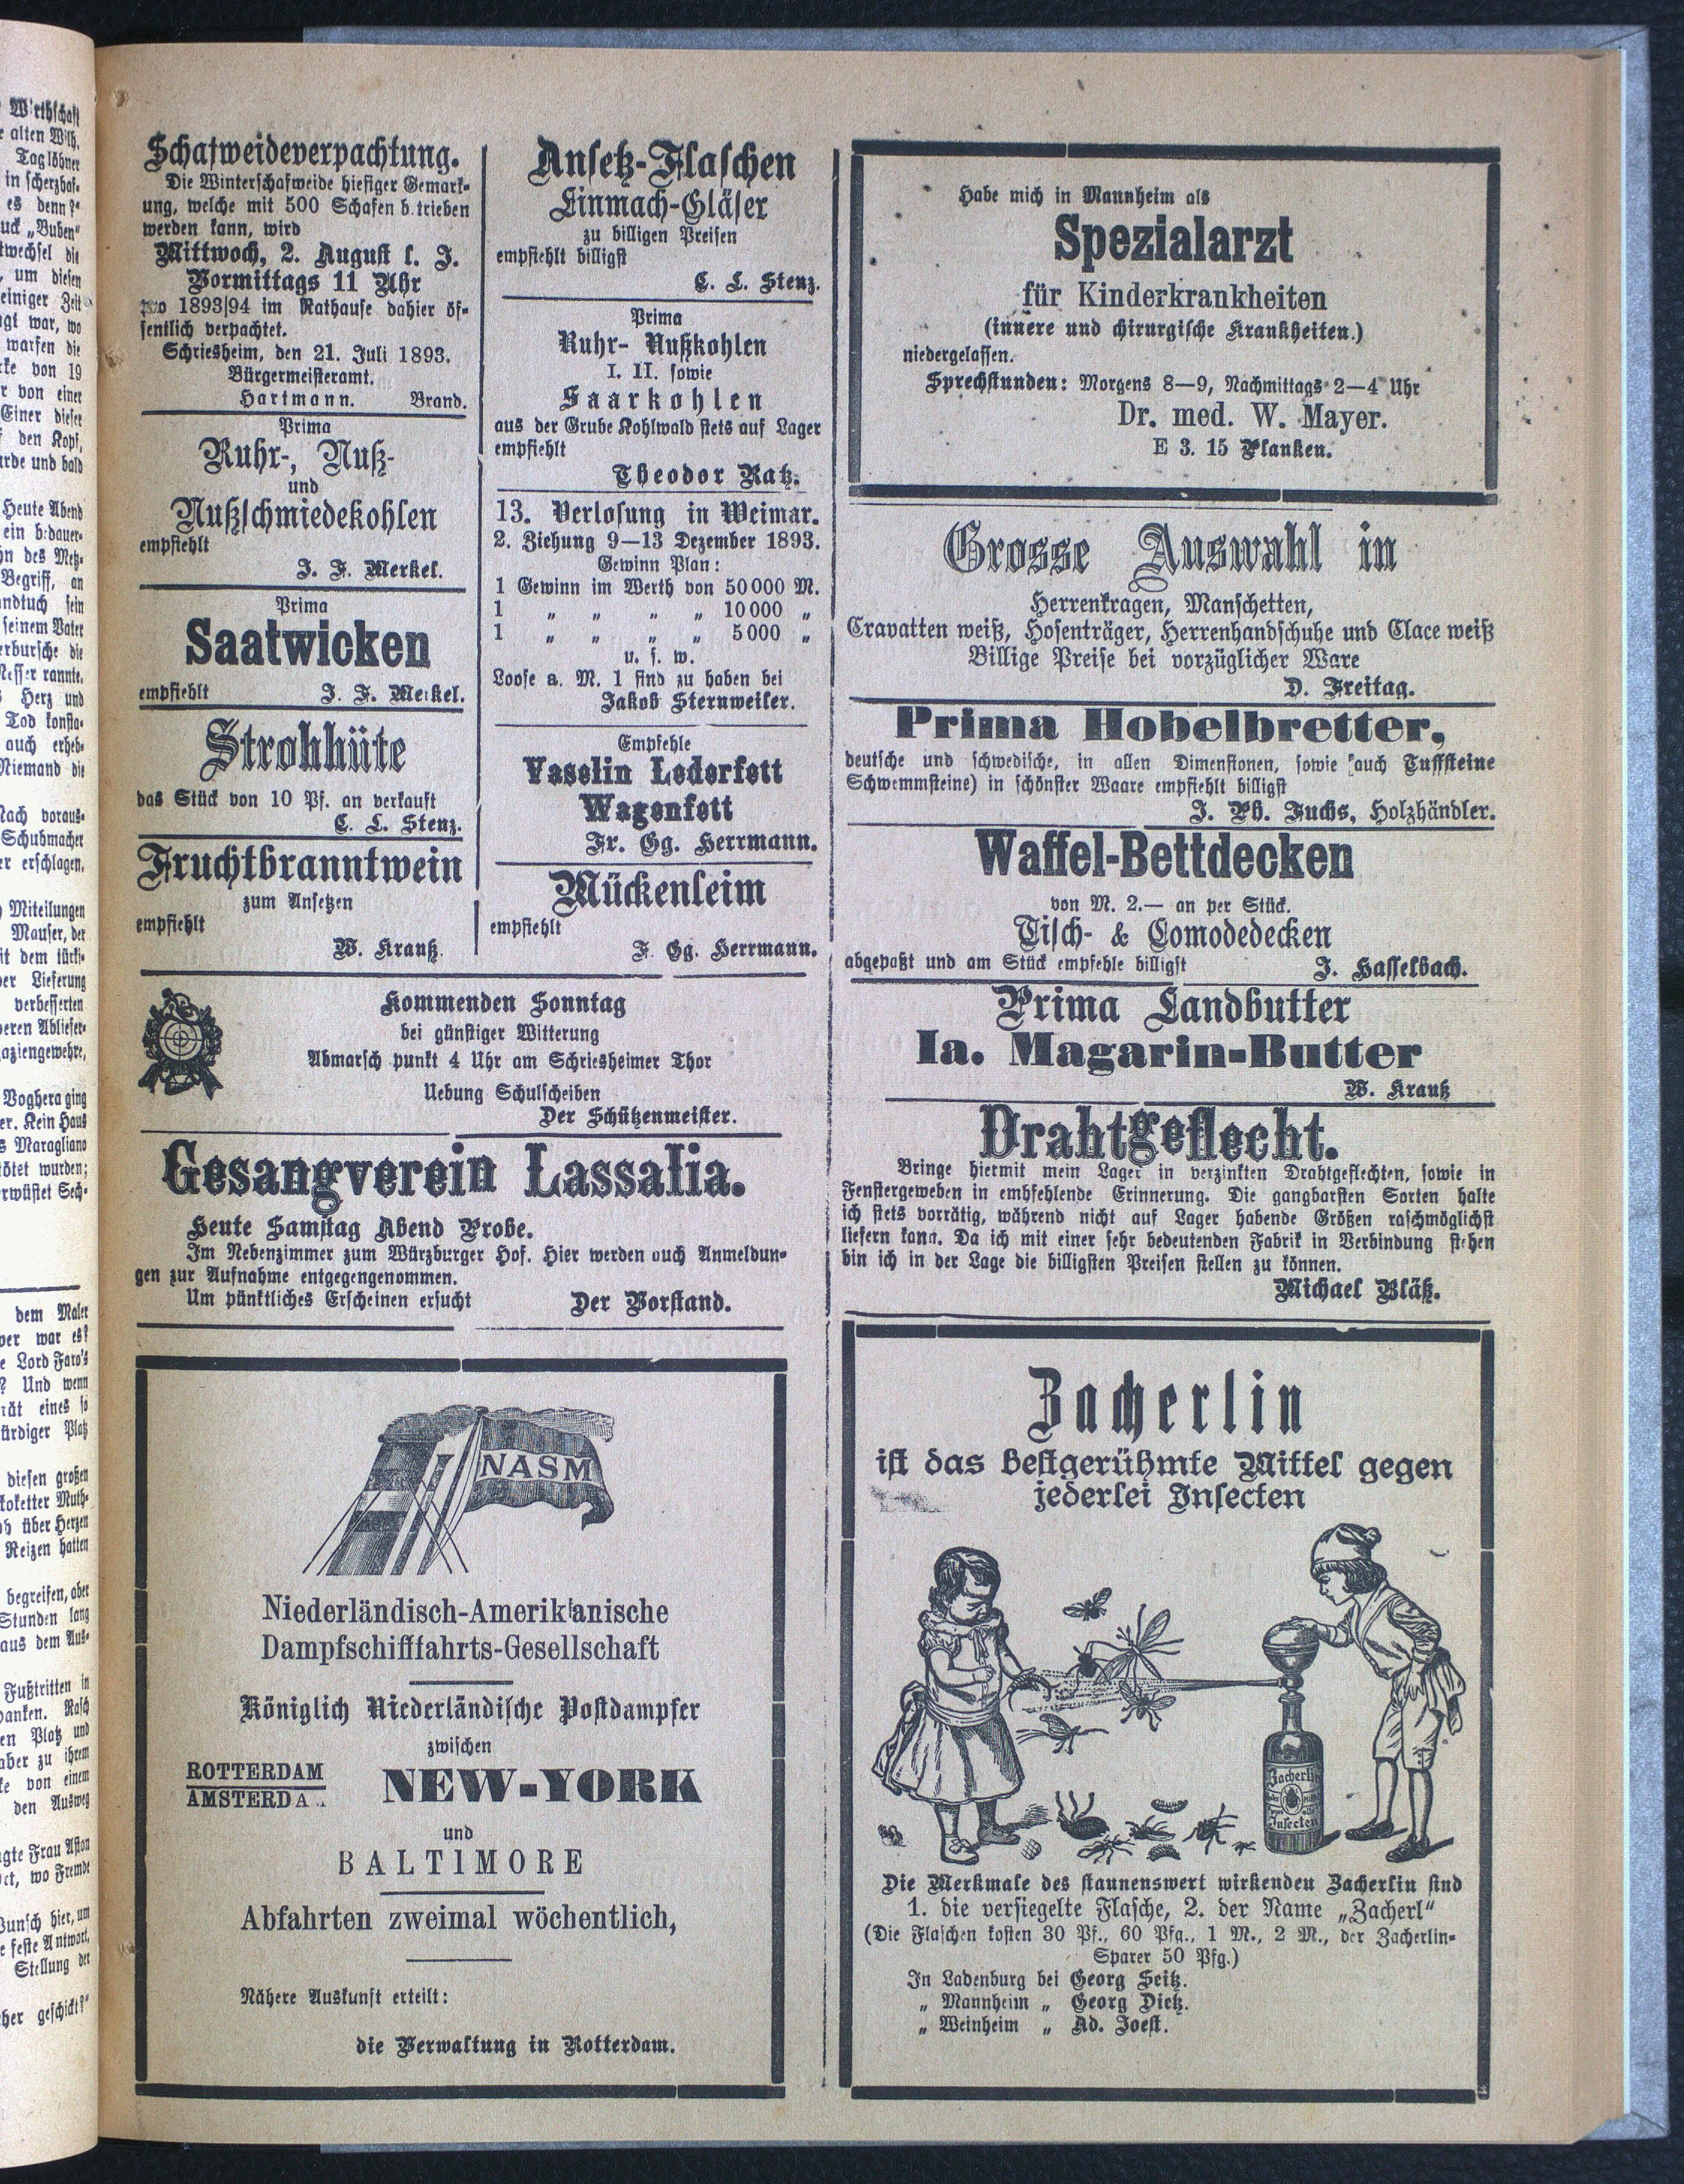 Schafweideverpachtung.
Die Winterschafweide hiesiger Gemark-
ung, welche mit 500 Schafen b.trieben
werden kann, wird
Mittwoch, 2. August l. J.
Vormittags 11 Uhr
pro 1893|94 im Rathause dahier öf-
fentlich verpachtet.
Schriesheim, den 21. Juli 1893.
Bürgermeisteramt.
Hartmann. Brand.
Prima
Ruhr-, Nuß-
und
Nußschmiedekohlen
empfiehlt
J. F. Merkel.
Prima
Saatwicken
empfiehlt J. F. Merkel.
Strohhüte
das Stück von 10 Pf. an verkauft
C. L. Stenz.
Fruchtbranntwein
zum Ansetzen
empfiehlt
W. Krauß.
Ansetz-Flaschen
Einmach-Gläser
zu billigen Preisen
empfiehlt billigst
C. L. Stenz.
Prima
Ruhr- Nußkohlen
I. II. sowie
Saarkohlen
aus der Grube Kohlwald stets auf Lager
empfiehlt
Theodor Katz.
13. Verlosung in Weimar.
2. Ziehung 9—13 Dezember 1893.
Gewinn Plan:
1 Gewinn im Werth von 50000 M.
1 „ „ „ „ 10000 „
1 „ „ „ „ 5000 „
u. s. w.
Loose a. M. 1 sind zu haben bei
Jakob Sternweiler.
Empfehle
Vaselin Lederfett
Wagenfett
Fr. Gg. Herrmann.
Mückenleim
empfiehlt
F. Gg. Herrmann.
Kommenden Sonntag
bei günstiger Witterung
Abmarsch punkt 4 Uhr am Schriesheimer Thor
Uebung Schulscheiben
Der Schützenmeister.
Gesangverein Lassalia.
Heute Samstag Abend Probe.
Im Nebenzimmer zum Würzburger Hof. Hier werden auch Anmeldun-
gen zur Aufnahme entgegengenommen.
Um pünktliches Erscheinen ersucht Der Vorstand.
NASM
Niederländisch-Amerikanische
Dampfschifffahrts-Gesellschaft
Königlich Niederländische Postdampfer
zwischen
ROTTERDAM
AMSTERDA
NEW-YORK
und
BALTIMORE
Abfahrten zweimal wöchentlich,
Nähere Auskunft erteilt:
die Verwaltung in Rotterdam.
Habe mich in Mannheim als
Spezialarzt
für Kinderkrankheiten
(innere und chirurgische Krankheiten.)
niedergelassen.
Sprechstunden: Morgens 8—9, Nachmittags 2—4 Uhr
Dr. med. W. Mayer.
E 3. 15 Planken.
Grosse Auswahl in
Herrenkragen, Manschetten,
Cravatten weiß, Hosenträger, Herrenhandschuhe und Glace weiß
Billige Preise bei vorzüglicher Ware
D. Freitag.
Prima Hobelbretter,
deutsche und schwedische, in allen Dimensionen, sowie auch Tuffsteine
Schwemmsteine) in schönster Waare empfiehlt billigst
J. Ph. Fuchs, Holzhändler.
Waffel-Bettdecken
von M. 2.— an per Stück.
Tisch- & Comodedecken
abgepaßt und am Stück empfehle billigst J. Hasselbach.
Prima Landbutter
Ia. Magarin-Butter
W. Krauß
Drahtgeflecht.
Bringe hiermit mein Lager in verzinkten Drahtgeflechten, sowie in
Fenstergeweben in emhfehlende Erinnerung. Die gangbarsten Sorten halte
ich stets vorrätig, während nicht auf Lager habende Größen raschmöglichst
liefern kann. Da ich mit einer sehr bedeutenden Fabrik in Verbindung stehen
bin ich in der Lage die billigsten Preisen stellen zu können.
Michael Bläß.
Zacherlin
ist das bestgerühmte Mittel gegen
jederlei Insecten
Zacherlin
Insecten
Die Merkmale des staunenswert wirkenden Zacherlin sind
1. die versiegelte Flasche, 2. der Name „Zacherl“
(Die Flaschen kosten 30 Pf., 60 Pfg., 1 M., 2 M., der Zacherlin-
Sparer 50 Pfg.)
In Ladenburg bei Georg Seitz.
„ Mannheim „ Georg Dietz.
„ Weinheim „ Ad. Joest.